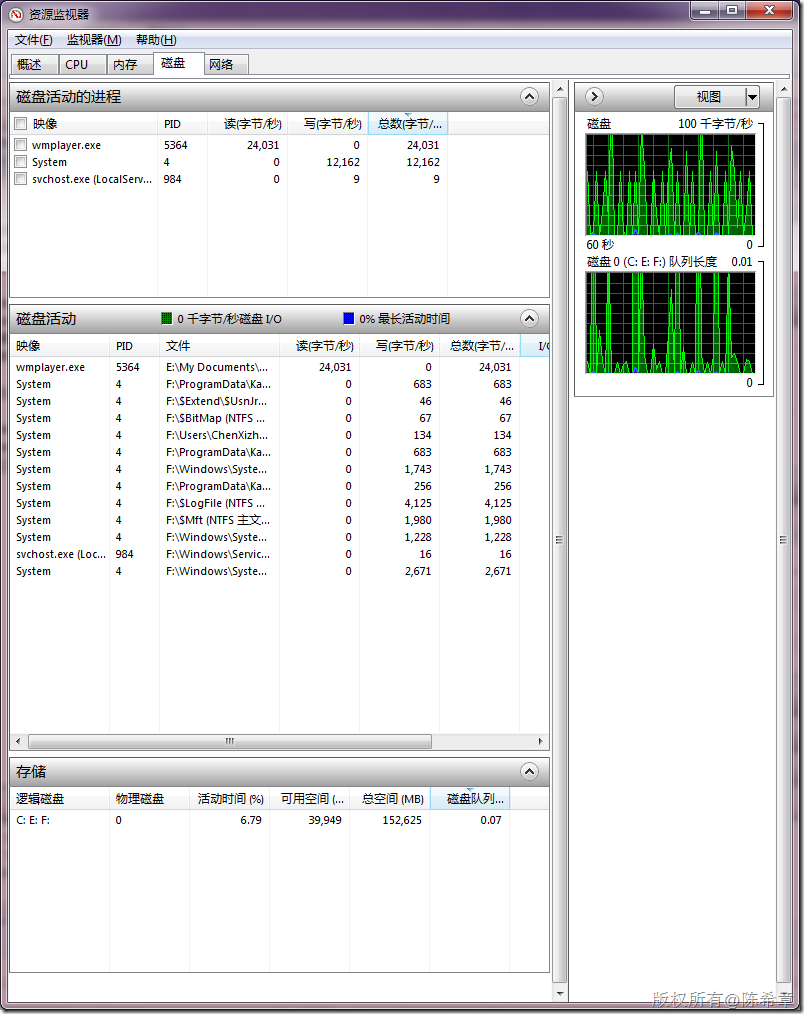 资源监视器
文件(F) 监视器(M) 帮助(H)
概述 CPU 内存 磁盘 网络
磁盘活动的进程
映像 PID 读(字节/秒) 写(字节/秒) 总数(字节/...
wmplayer.exe 5364 24,031 0 24,031
System 4 0 12,162 12,162
svchost.exe (LocalServ... 984 0 9 9
磁盘活动 0 千字节/秒磁盘 I/O 0% 最长活动时间
映像 PID 文件 读(字节/秒) 写(字节/秒) 总数(字节/... I/
wmplayer.exe 5364 E:\My Documents\... 24,031 0 24,031
System 4 F:\ProgramData\Ka... 0 683 683
System 4 F:\$Extend\$UsnJr... 0 46 46
System 4 F:\$BitMap (NTFS ... 0 67 67
System 4 F:\Users\ChenXizh... 0 134 134
System 4 F:\ProgramData\Ka... 0 683 683
System 4 F:\Windows\Syste... 0 1,743 1,743
System 4 F:\ProgramData\Ka... 0 256 256
System 4 F:\$LogFile (NTFS ... 0 4,125 4,125
System 4 F:\$Mft (NTFS 主文... 0 1,980 1,980
System 4 F:\Windows\Syste... 0 1,228 1,228
svchost.exe (Loc... 984 F:\Windows\Servic... 0 16 16
System 4 F:\Windows\Syste... 0 2,671 2,671
存储
逻辑磁盘 物理磁盘 活动时间 (%) 可用空间 (... 总空间 (MB) 磁盘队列...
C: E: F: 0 6.79 39,949 152,625 0.07
视图
磁盘 100 千字节/秒
60 秒 0
磁盘 0 (C: E: F:) 队列长度 0.01
0
版权所有@陈希章